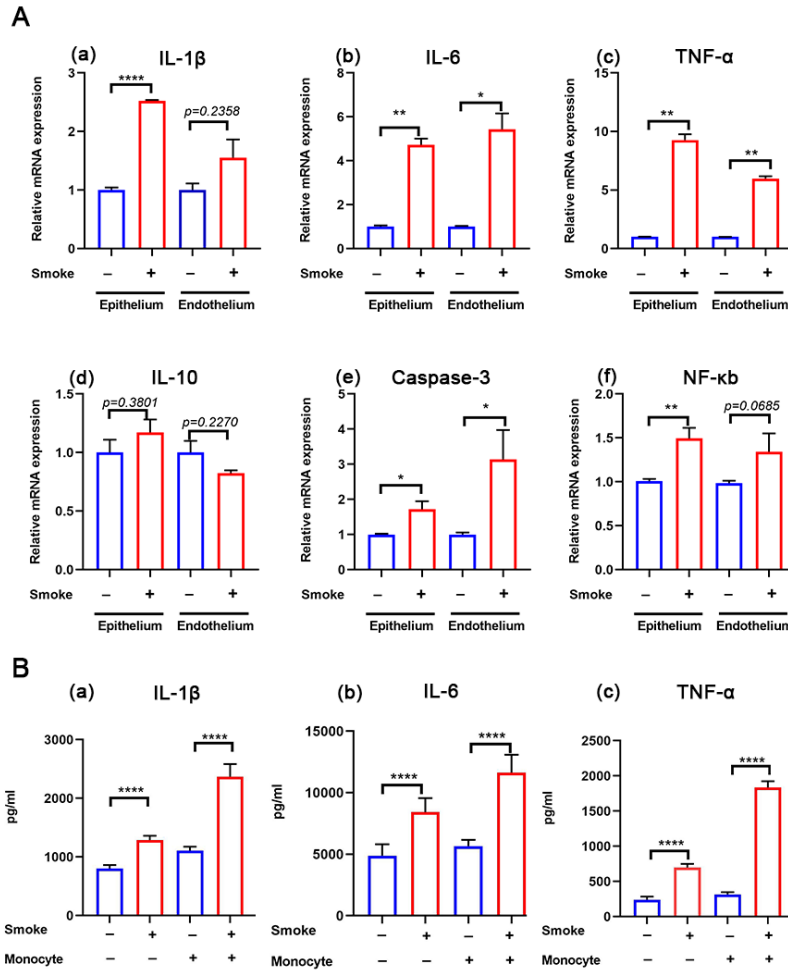 A
(a) IL-1β
(b) IL-6
(c) TNF-α
Relative mRNA expression
3
2
1
0
****
p=0.2358
Smoke – + – +
Epithelium Endothelium
Relative mRNA expression
8
6
4
2
0
**
*
– + – +
Epithelium Endothelium
Relative mRNA expression
15
10
5
0
**
**
Smoke – + – +
Epithelium Endothelium
(d) IL-10
(e) Caspase-3
(f) NF-κb
Relative mRNA expression
1.5
1.0
0.5
0.0
p=0.3801
p=0.2270
Smoke – + – +
Epithelium Endothelium
Relative mRNA expression
5
4
3
2
1
0
*
*
Smoke – + – +
Epithelium Endothelium
Relative mRNA expression
2.0
1.5
1.0
0.5
0.0
**
p=0.0685
Smoke – + – +
Epithelium Endothelium
B
(a) IL-1β
(b) IL-6
(c) TNF-α
pg/ml
3000
2000
1000
0
****
****
Smoke – + – +
Monocyte – – + +
pg/ml
15000
10000
5000
0
****
****
– + – +
Monocyte – – + +
pg/ml
2500
2000
1500
1000
500
0
****
****
Smoke – + – +
Monocyte – – + +